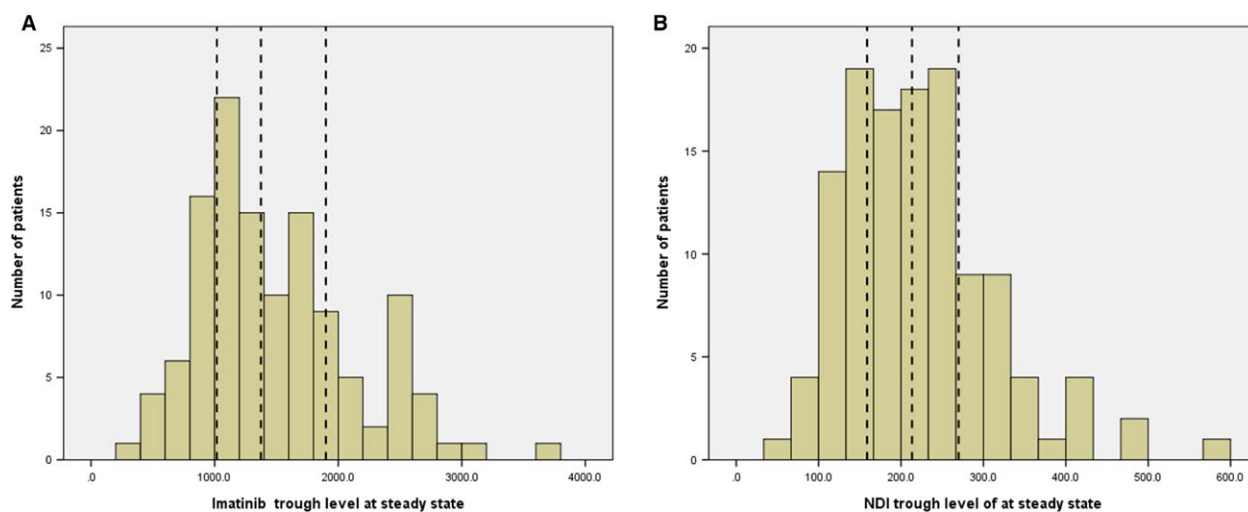 A
25
20
15
10
5
0
Number of patients
.0 1000.0 2000.0 3000.0 4000.0
Imatinib trough level at steady state
B
20
15
10
5
0
Number of patients
.0 100.0 200.0 300.0 400.0 500.0 600.0
NDI trough level of at steady state